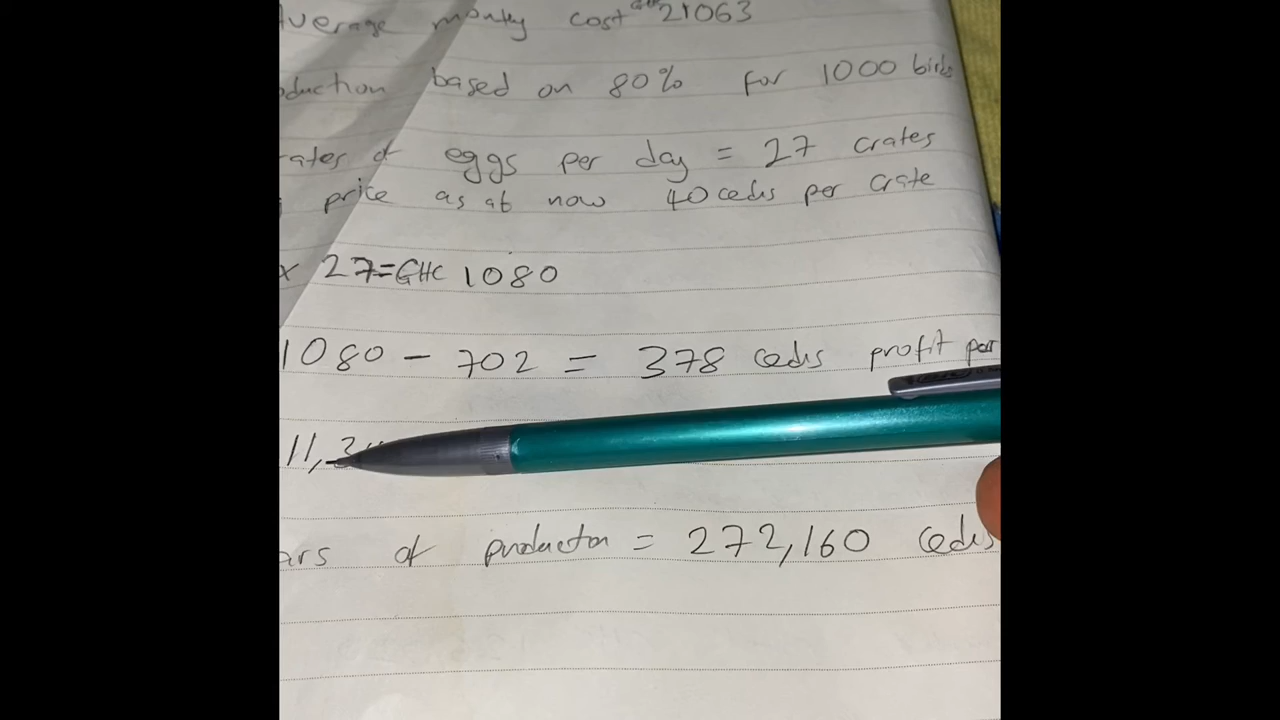 Average monthly cost GHC 21063
oduction based on 80% for 1000 birds
rates of eggs per day = 27 crates
price as at now 40 cedis per crate
x 27=GHC 1080
1080 - 702 = 378 cedis profit per
11,3
ars of production = 272,160 cedis